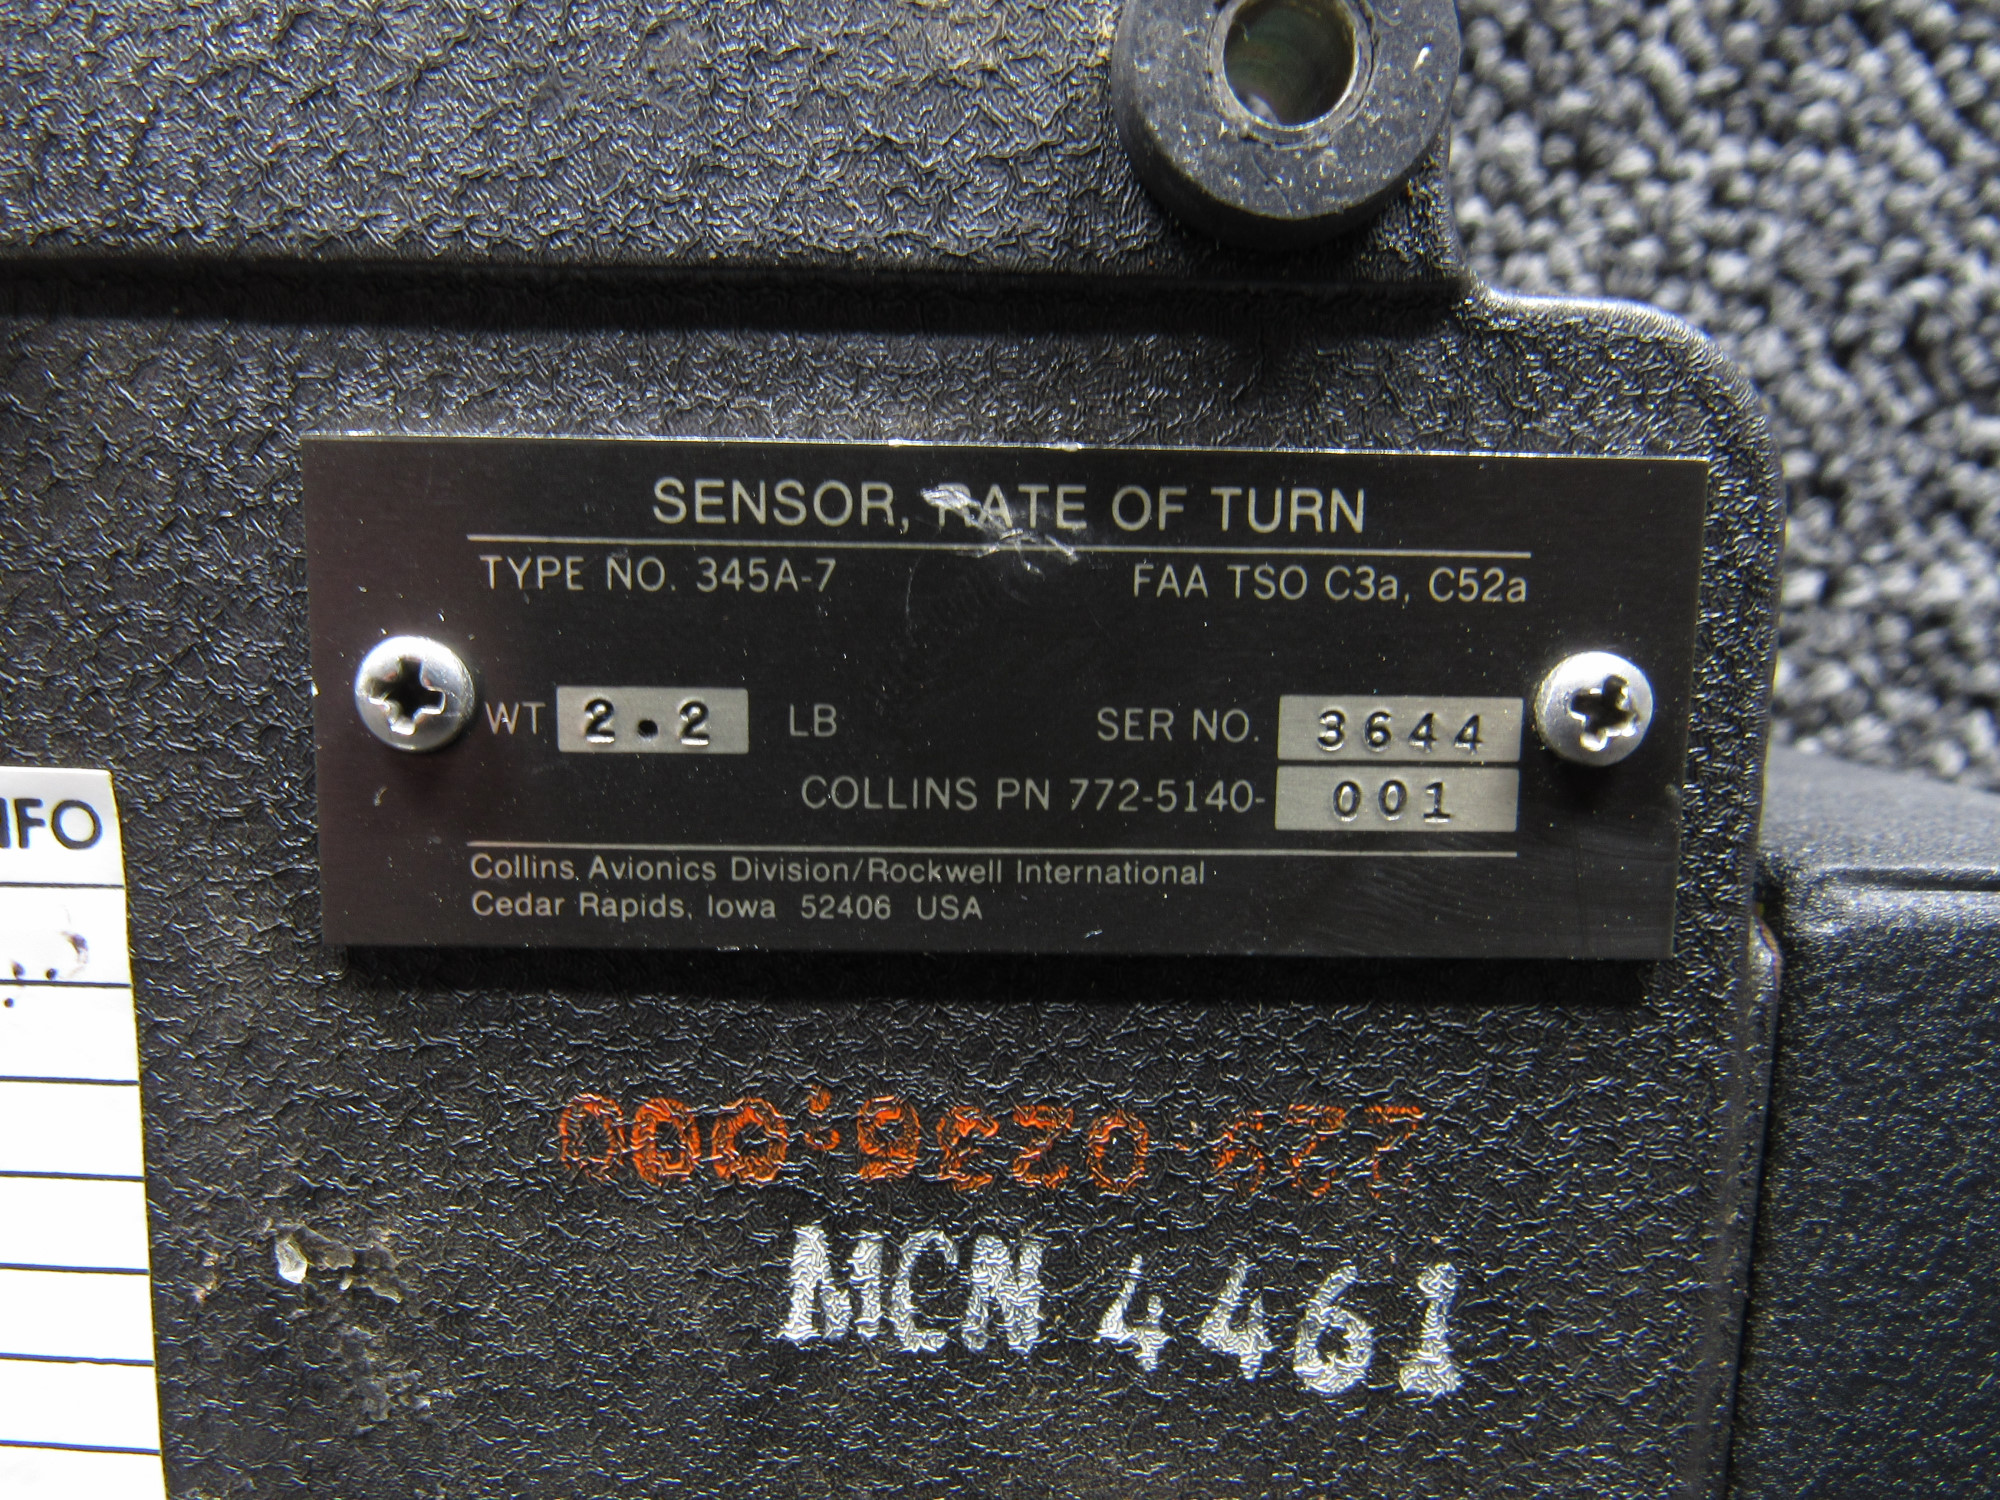 SENSOR, RATE OF TURN
TYPE NO. 345A-7 FAA TSO C3a, C52a
WT 2.2 LB SER NO. 3644
COLLINS PN 772-5140- 001
Collins Avionics Division/Rockwell International
Cedar Rapids, Iowa 52406 USA
MCN 4461